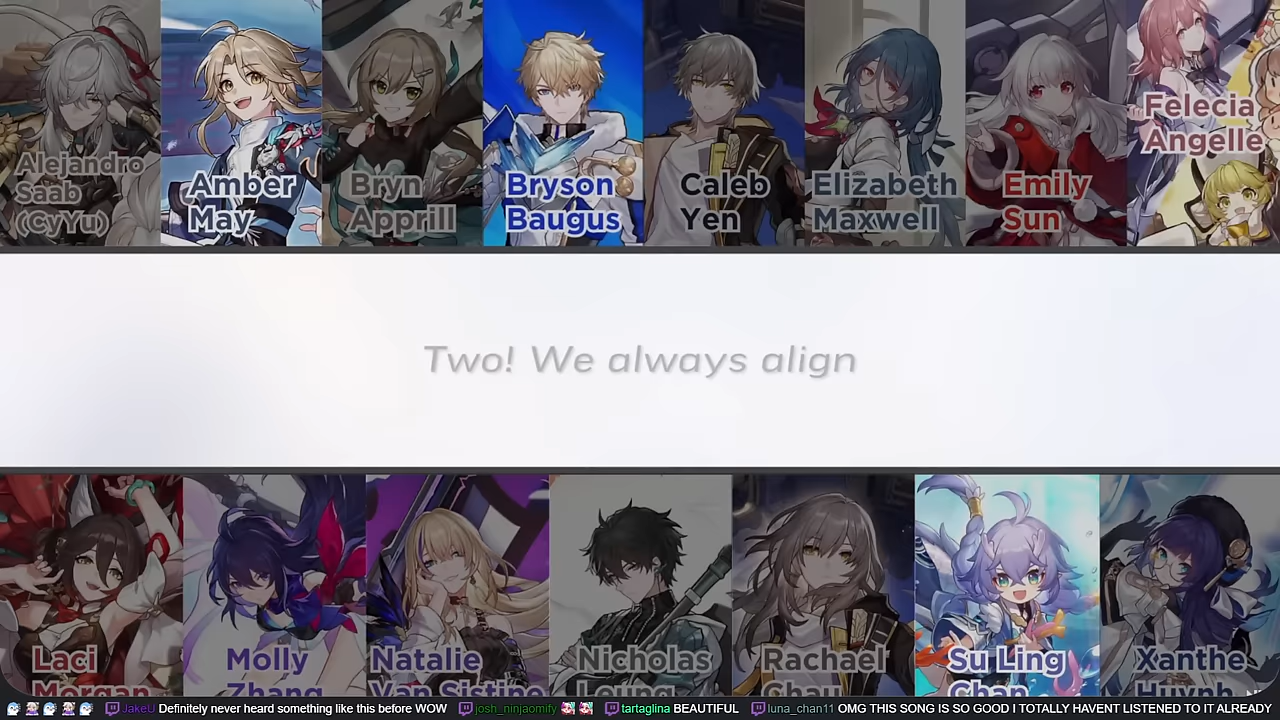 Alejandro
Saab
(CyYu)
Amber
May
Bryn
Apprill
Bryson
Baugus
Caleb
Yen
Elizabeth
Maxwell
Emily
Sun
Felecia
Angelle
Two! We always align
Laci
Morgan
Molly
Zhang
Natalie
Van Sistine
Nicholas
Leung
Rachael
Chau
Su Ling
Chan
Xanthe
Huynh
JakeU Definitely never heard something like this before WOW josh_ninjaomify tartaglina BEAUTIFUL luna_chan11 OMG THIS SONG IS SO GOOD I TOTALLY HAVENT LISTENED TO IT ALREADY